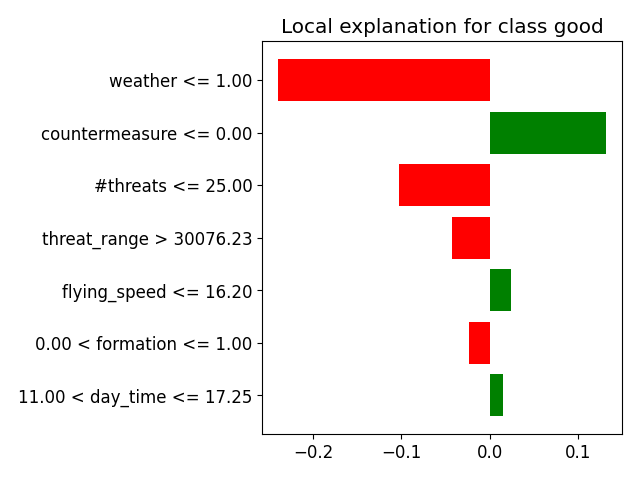 Local explanation for class good
weather <= 1.00
countermeasure <= 0.00
#threats <= 25.00
threat_range > 30076.23
flying_speed <= 16.20
0.00 < formation <= 1.00
11.00 < day_time <= 17.25
−0.2 −0.1 0.0 0.1